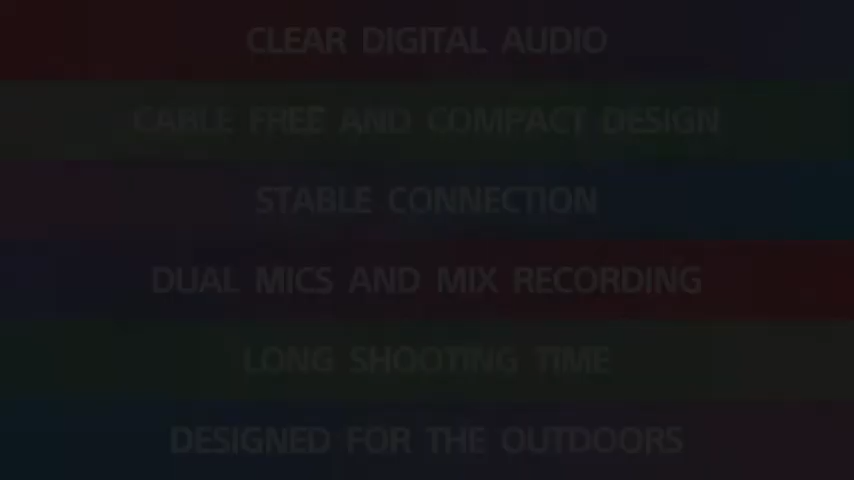 CLEAR DIGITAL AUDIO
CABLE FREE AND COMPACT DESIGN
STABLE CONNECTION
DUAL MICS AND MIX RECORDING
LONG SHOOTING TIME
DESIGNED FOR THE OUTDOORS